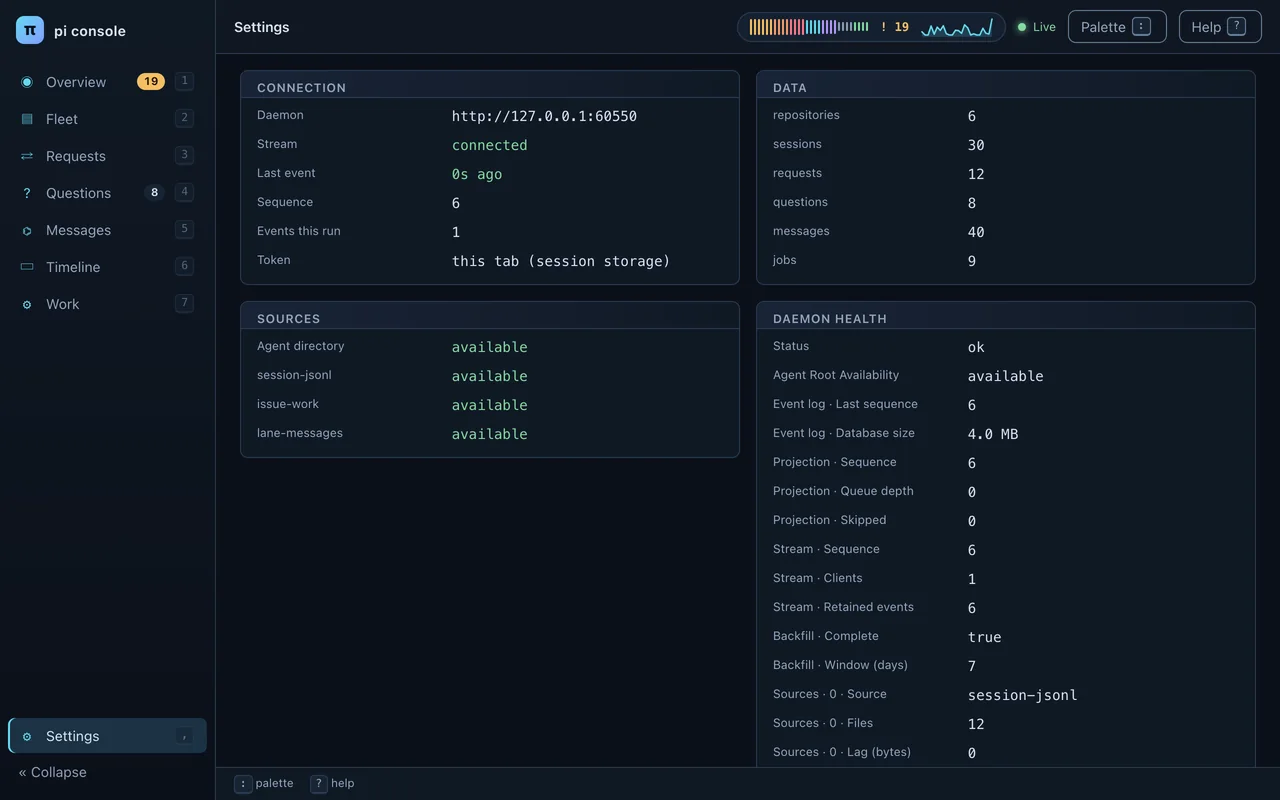 π pi console
Overview 19 1
Fleet 2
Requests 3
? Questions 8 4
Messages 5
Timeline 6
Work 7
Settings ,
« Collapse
Settings
! 19
Live
Palette :
Help ?
CONNECTION
Daemon http://127.0.0.1:60550
Stream connected
Last event 0s ago
Sequence 6
Events this run 1
Token this tab (session storage)
DATA
repositories 6
sessions 30
requests 12
questions 8
messages 40
jobs 9
SOURCES
Agent directory available
session-jsonl available
issue-work available
lane-messages available
DAEMON HEALTH
Status ok
Agent Root Availability available
Event log · Last sequence 6
Event log · Database size 4.0 MB
Projection · Sequence 6
Projection · Queue depth 0
Projection · Skipped 0
Stream · Sequence 6
Stream · Clients 1
Stream · Retained events 6
Backfill · Complete true
Backfill · Window (days) 7
Sources · 0 · Source session-jsonl
Sources · 0 · Files 12
Sources · 0 · Lag (bytes) 0
: palette ? help